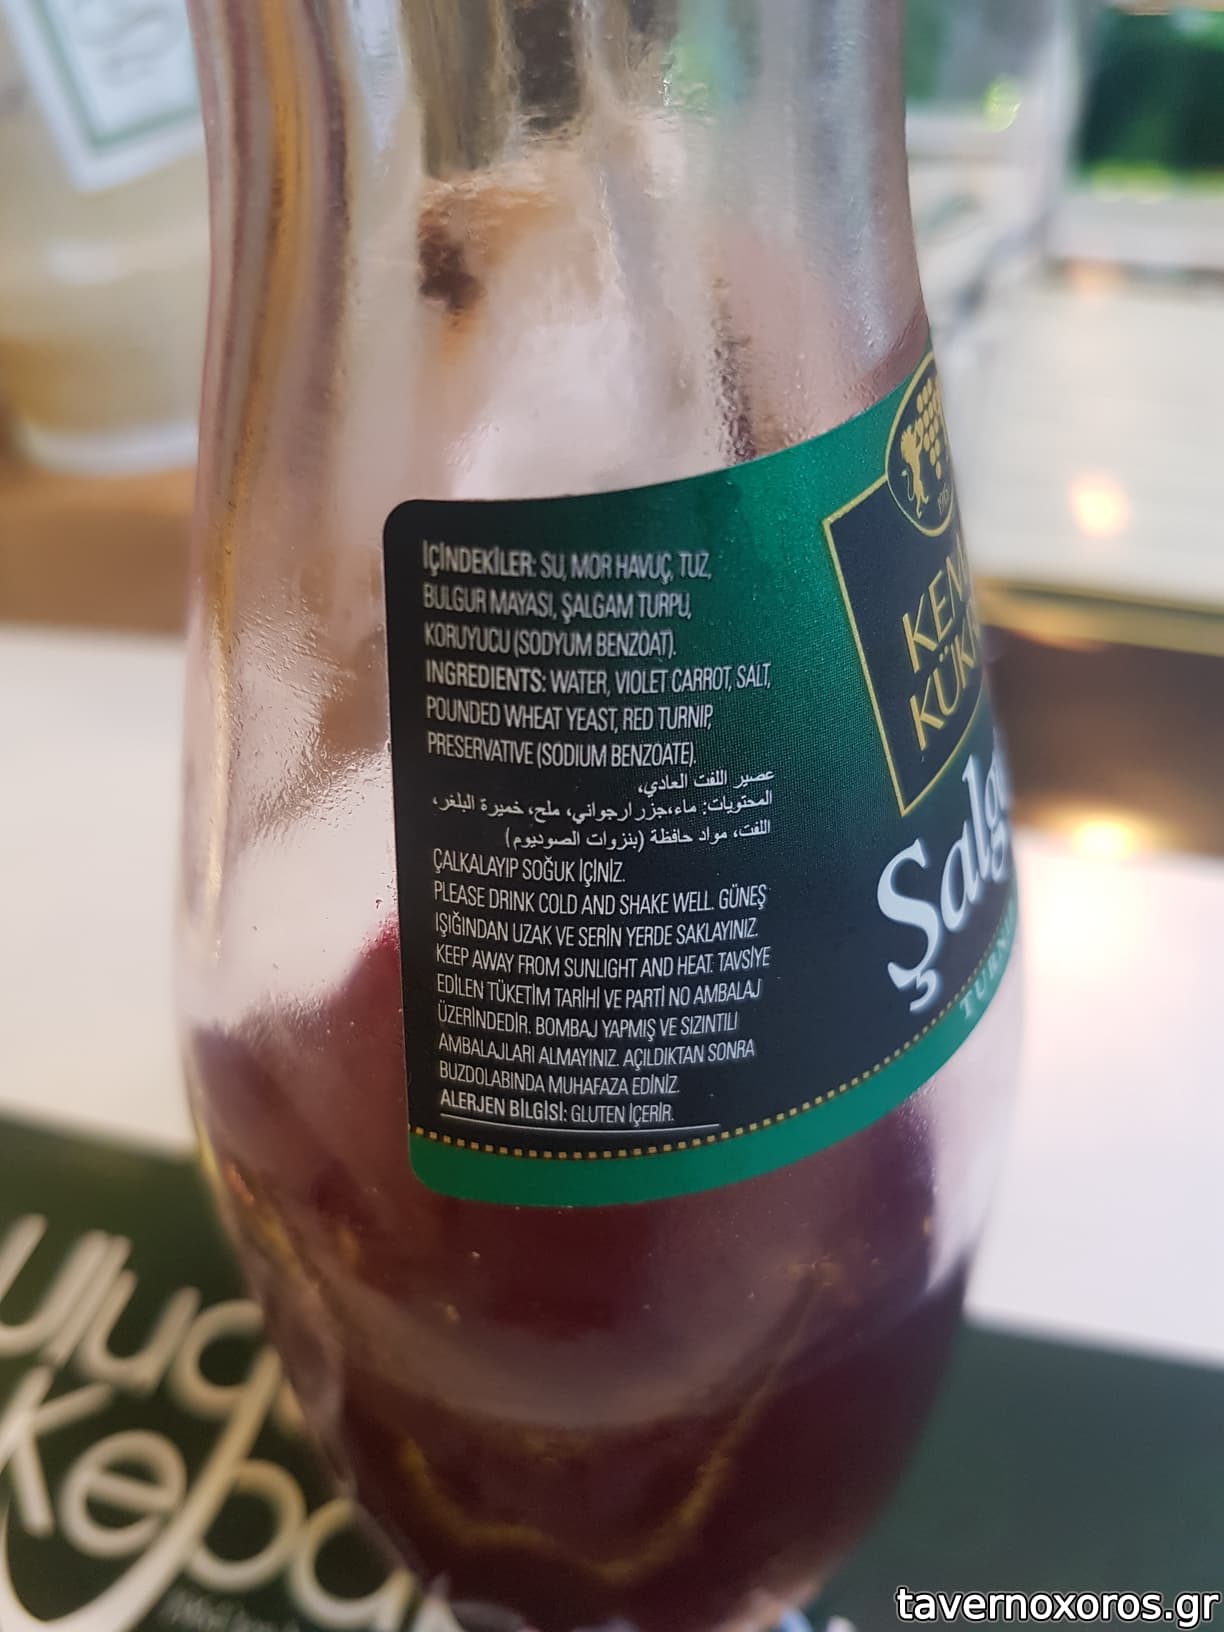 İÇİNDEKİLER: SU, MOR HAVUÇ, TUZ,
BULGUR MAYASI, ŞALGAM TURPU,
KORUYUCU (SODYUM BENZOAT).
INGREDIENTS: WATER, VIOLET CARROT, SALT,
POUNDED WHEAT YEAST, RED TURNIP,
PRESERVATIVE (SODIUM BENZOATE).
عصير اللفت العادي،
المحتويات: ماء،جزر ارجواني، ملح، خميرة البلغر،
اللفت، مواد حافظة (بنزوات الصوديوم)
ÇALKALAYIP SOĞUK İÇİNİZ.
PLEASE DRINK COLD AND SHAKE WELL. GÜNEŞ
IŞIĞINDAN UZAK VE SERİN YERDE SAKLAYINIZ.
KEEP AWAY FROM SUNLIGHT AND HEAT. TAVSİYE
EDİLEN TÜKETİM TARİHİ VE PARTİ NO AMBALAJ
ÜZERİNDEDİR. BOMBAJ YAPMIŞ VE SIZINTILI
AMBALAJLARI ALMAYINIZ. AÇILDIKTAN SONRA
BUZDOLABINDA MUHAFAZA EDİNİZ.
ALERJEN BİLGİSİ: GLUTEN İÇERİR.
KEM
KÜK
Şalg
TURN
Kebap
tavernoxoros.gr